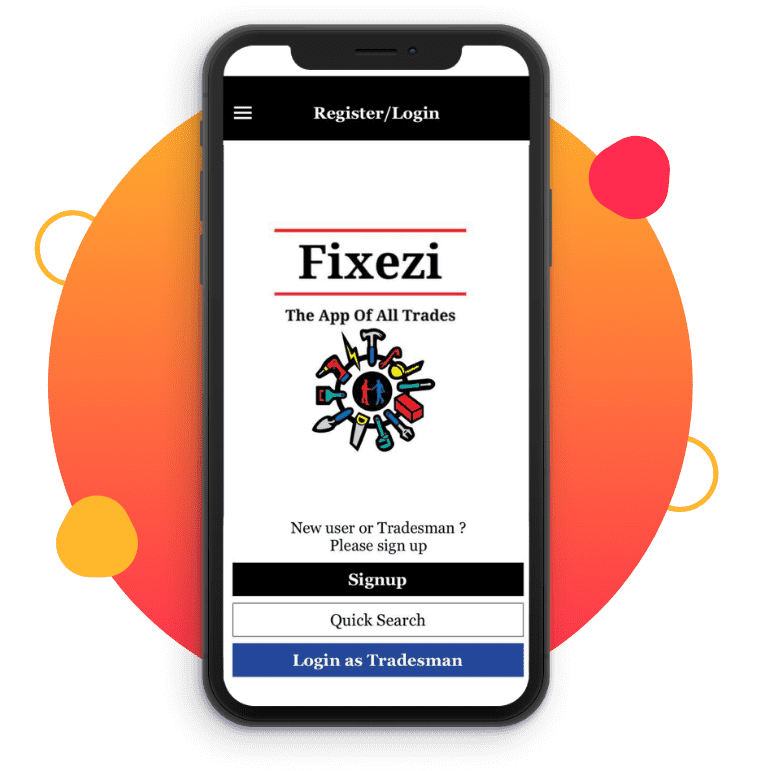 Register/Login
Fixezi
The App Of All Trades
New user or Tradesman ?
Please sign up
Signup
Quick Search
Login as Tradesman